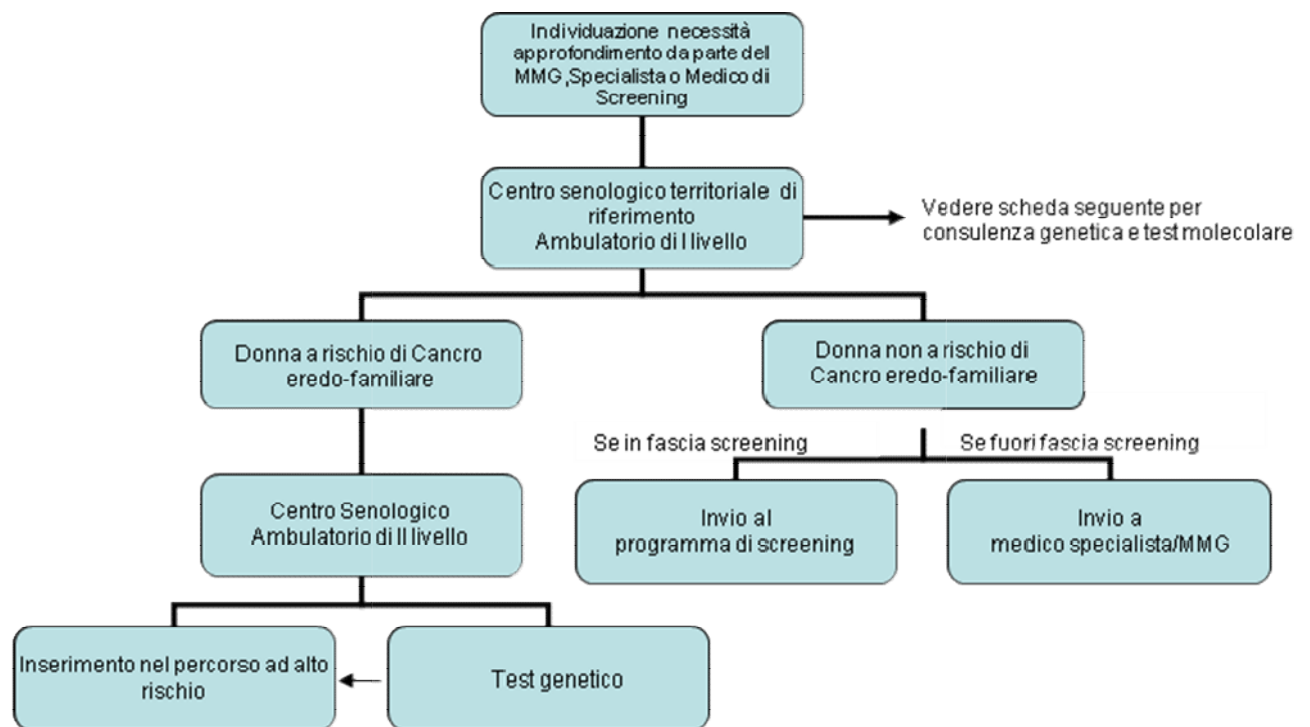 Individuazione necessità
approfondimento da parte del
MMG,Specialista o Medico di
Screening
Centro senologico territoriale di
riferimento
Ambulatorio di I livello
Vedere scheda seguente per
consulenza genetica e test molecolare
Donna a rischio di Cancro
eredo-familiare
Donna non a rischio di
Cancro eredo-familiare
Se in fascia screening
Se fuori fascia screening
Centro Senologico
Ambulatorio di II livello
Invio al
programma di screening
Invio a
medico specialista/MMG
Inserimento nel percorso ad alto
rischio
Test genetico